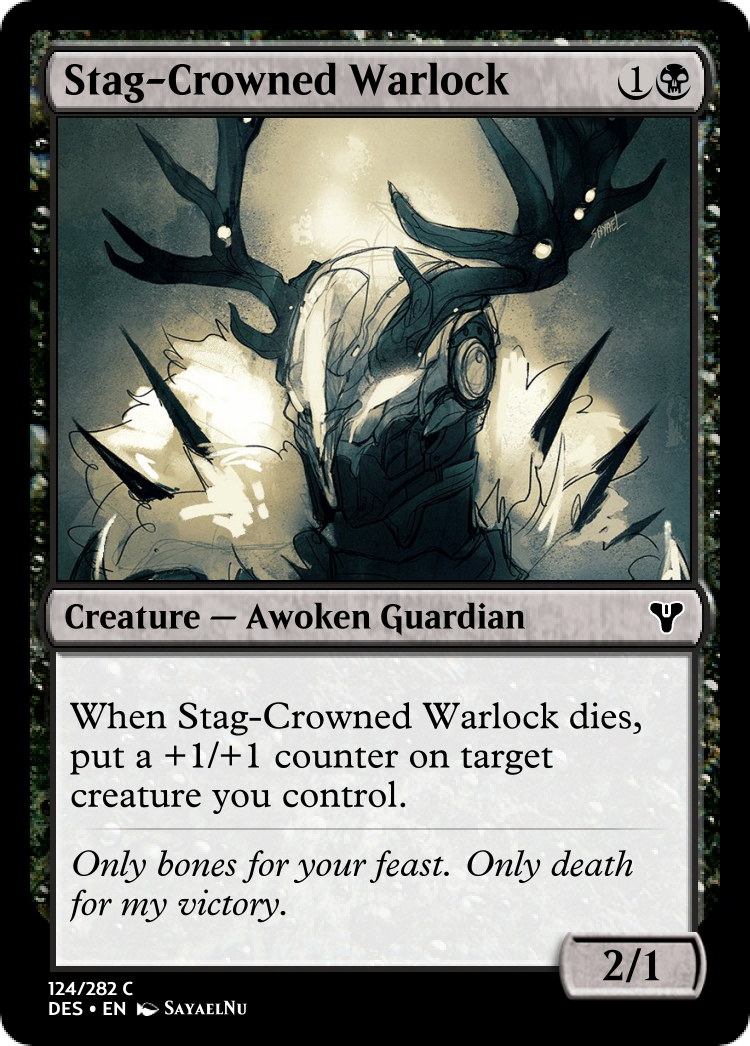 Stag-Crowned Warlock 1
SAYAEL
Creature — Awoken Guardian
When Stag-Crowned Warlock dies,
put a +1/+1 counter on target
creature you control.
Only bones for your feast. Only death
for my victory.
2/1
124/282 C
DES • EN SayaelNu